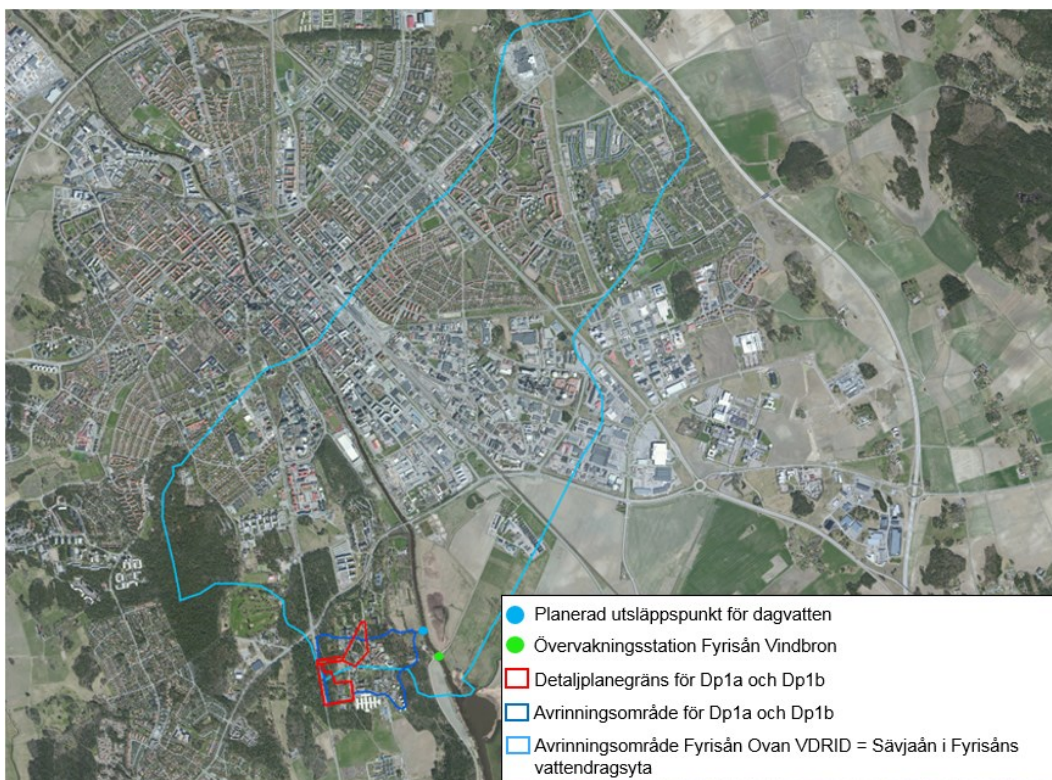 Planerad utsläppspunkt för dagvatten
Övervakningsstation Fyrisån Vindbron
Detaljplanegräns för Dp1a och Dp1b
Avrinningsområde för Dp1a och Dp1b
Avrinningsområde Fyrisån Ovan VDRID = Sävjaån i Fyrisåns
vattendragsyta